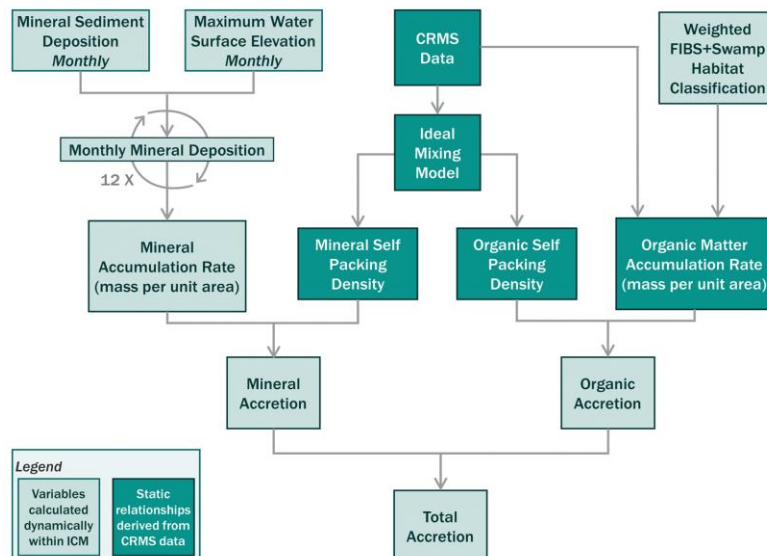 Mineral Sediment
Deposition
Monthly
Maximum Water
Surface Elevation
Monthly
CRMS
Data
Weighted
FIBS+Swamp
Habitat
Classification
Monthly Mineral Deposition
12 X
Ideal
Mixing
Model
Mineral
Accumulation Rate
(mass per unit area)
Mineral Self
Packing
Density
Organic Self
Packing
Density
Organic Matter
Accumulation Rate
(mass per unit area)
Mineral
Accretion
Organic
Accretion
Legend
Variables
calculated
dynamically
within ICM
Static
relationships
derived from
CRMS data
Total
Accretion